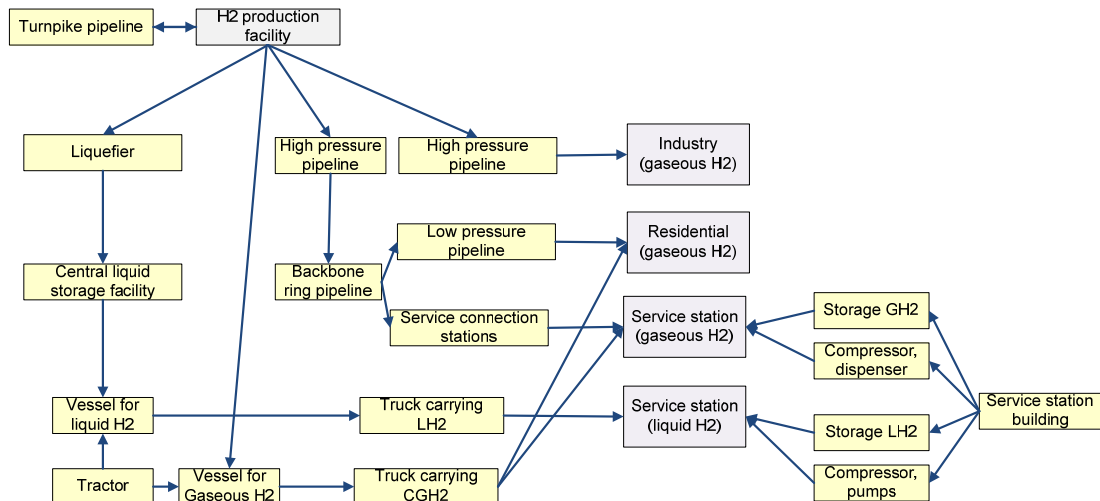 Turnpike pipeline
H2 production
facility
Liquefier
High pressure
pipeline
High pressure
pipeline
Industry
(gaseous H2)
Central liquid
storage facility
Backbone
ring pipeline
Low pressure
pipeline
Residential
(gaseous H2)
Service connection
stations
Service station
(gaseous H2)
Storage GH2
Compressor,
dispenser
Vessel for
liquid H2
Truck carrying
LH2
Service station
(liquid H2)
Storage LH2
Service station
building
Tractor
Vessel for
Gaseous H2
Truck carrying
CGH2
Compressor,
pumps